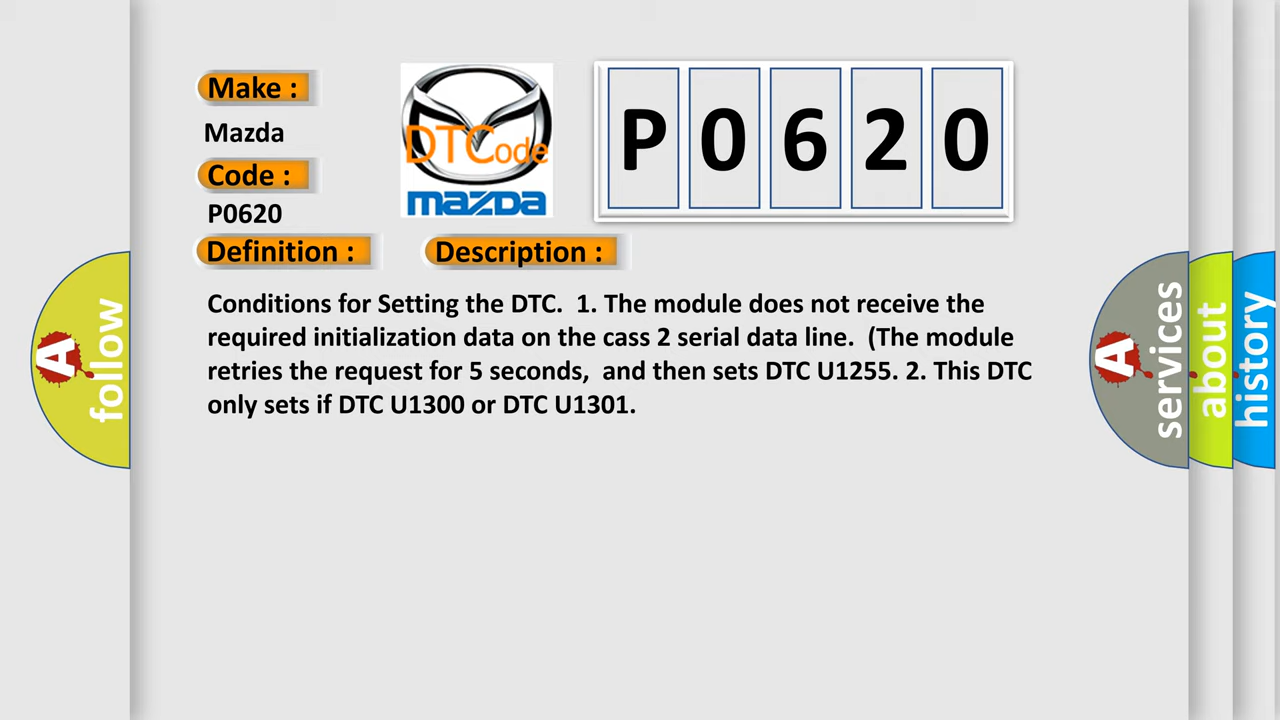 Make :
Mazda
Code :
P0620
Definition :
Description :
DTCode
mazda
P0620
Conditions for Setting the DTC.  1. The module does not receive the
required initialization data on the cass 2 serial data line.  (The module
retries the request for 5 seconds,  and then sets DTC U1255. 2. This DTC
only sets if DTC U1300 or DTC U1301.
A
follow
A
services
about
history